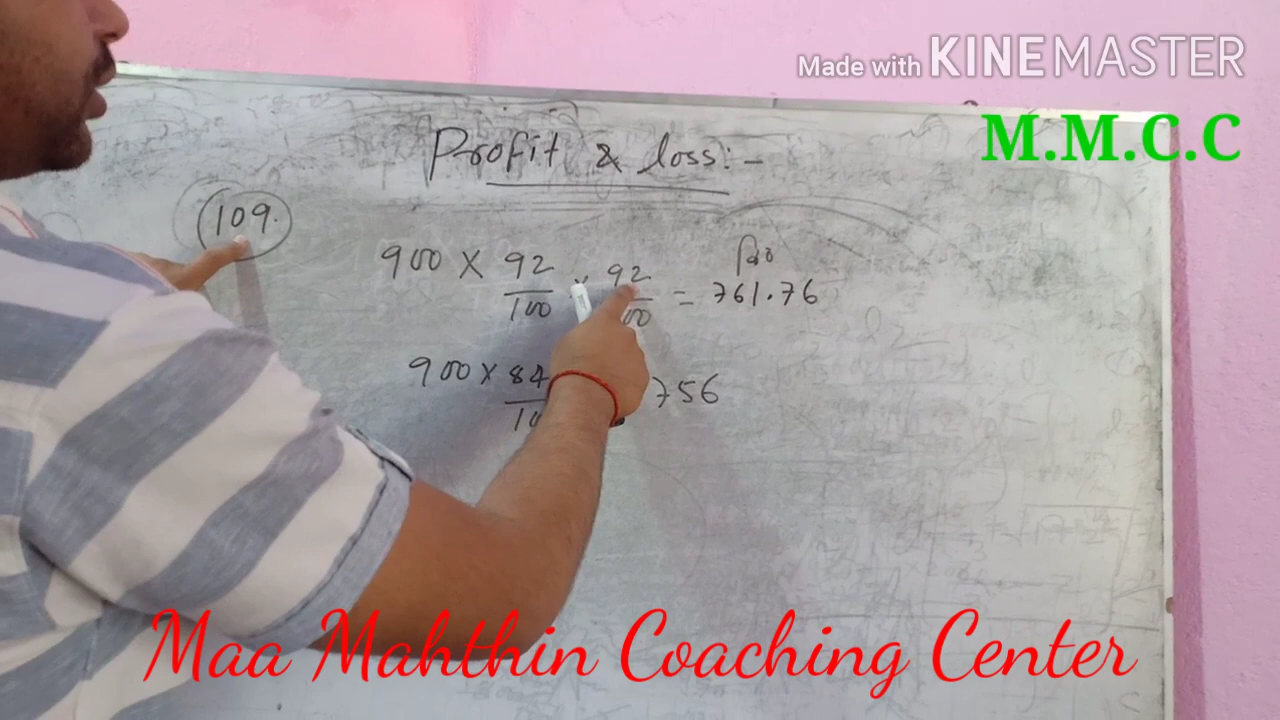 Made with KINEMASTER
M.M.C.C
Profit & loss:-
109.
900 × 92/100 × 92/100 = 761.76
900 × 84/10 756
Maa Mahthin Coaching Center